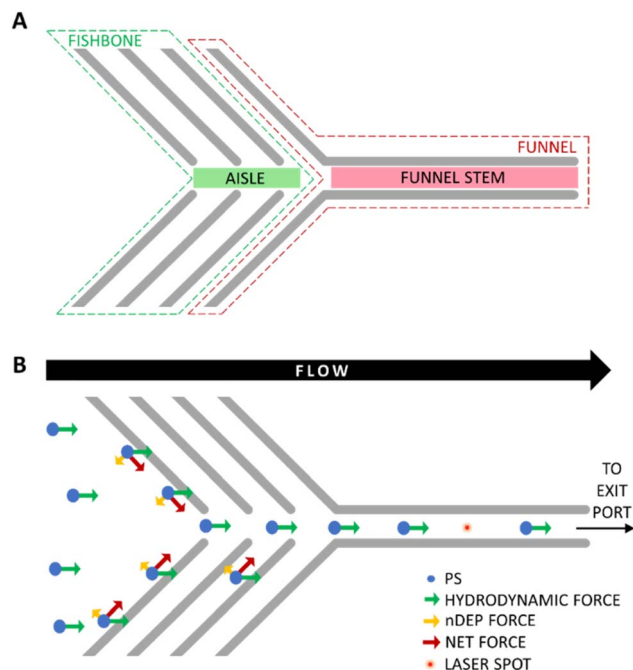 A
FISHBONE
FUNNEL
AISLE
FUNNEL STEM
B
FLOW
TO
EXIT
PORT
PS
HYDRODYNAMIC FORCE
nDEP FORCE
NET FORCE
LASER SPOT